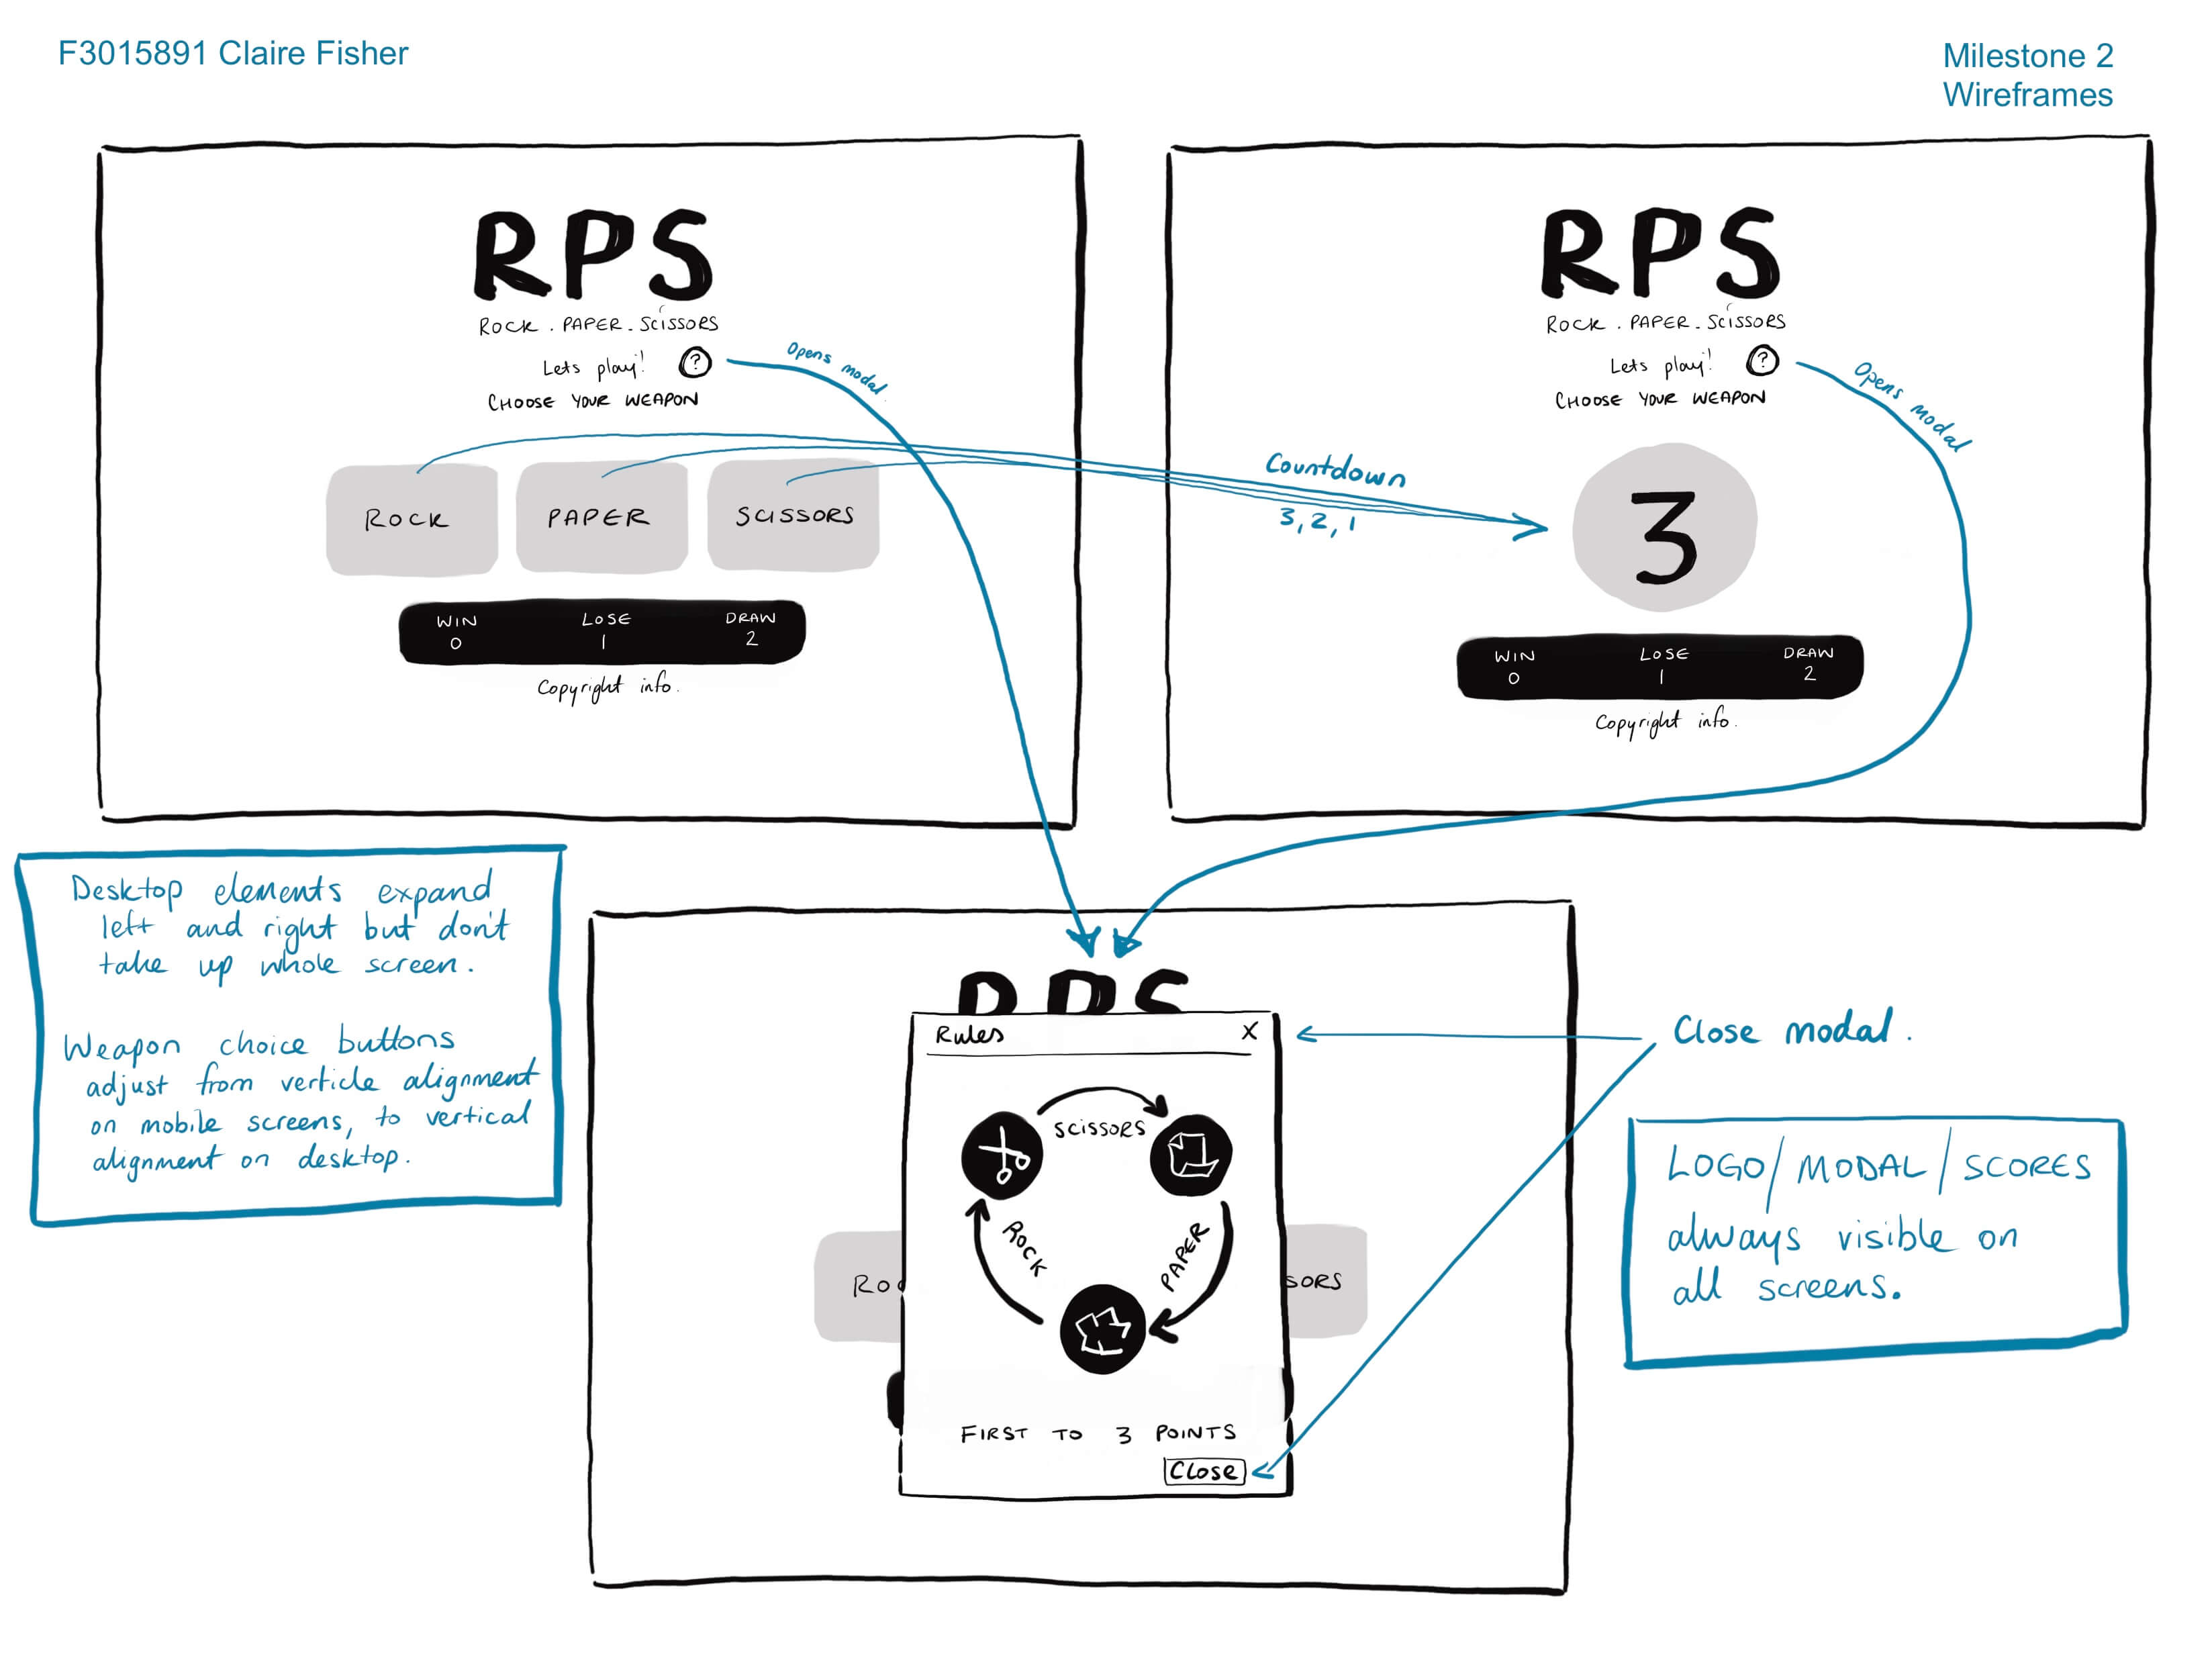 F3015891 Claire Fisher
Milestone 2
Wireframes
RPS
ROCK . PAPER - SCISSORS
Lets play! ?
CHOOSE YOUR WEAPON
Opens modal.
ROCK PAPER SCISSORS
WIN LOSE DRAW
0 1 2
Copyright info.
Countdown
3, 2, 1
RPS
ROCK . PAPER - SCISSORS
Lets play! ?
CHOOSE YOUR WEAPON
Opens Modal
3
WIN LOSE DRAW
0 1 2
Copyright info.
Desktop elements expand
left and right but don't
take up whole screen.
Weapon choice buttons
adjust from verticle alignment
on mobile screens, to vertical
alignment on desktop.
RPS
Rules X
SCISSORS
ROCK
PAPER
ROC
SORS
FIRST TO 3 POINTS
Close
Close modal.
LOGO/MODAL/SCORES
always visible on
all screens.